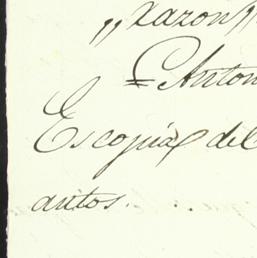 „razon„
= Anton
Es copia del
autos. . .